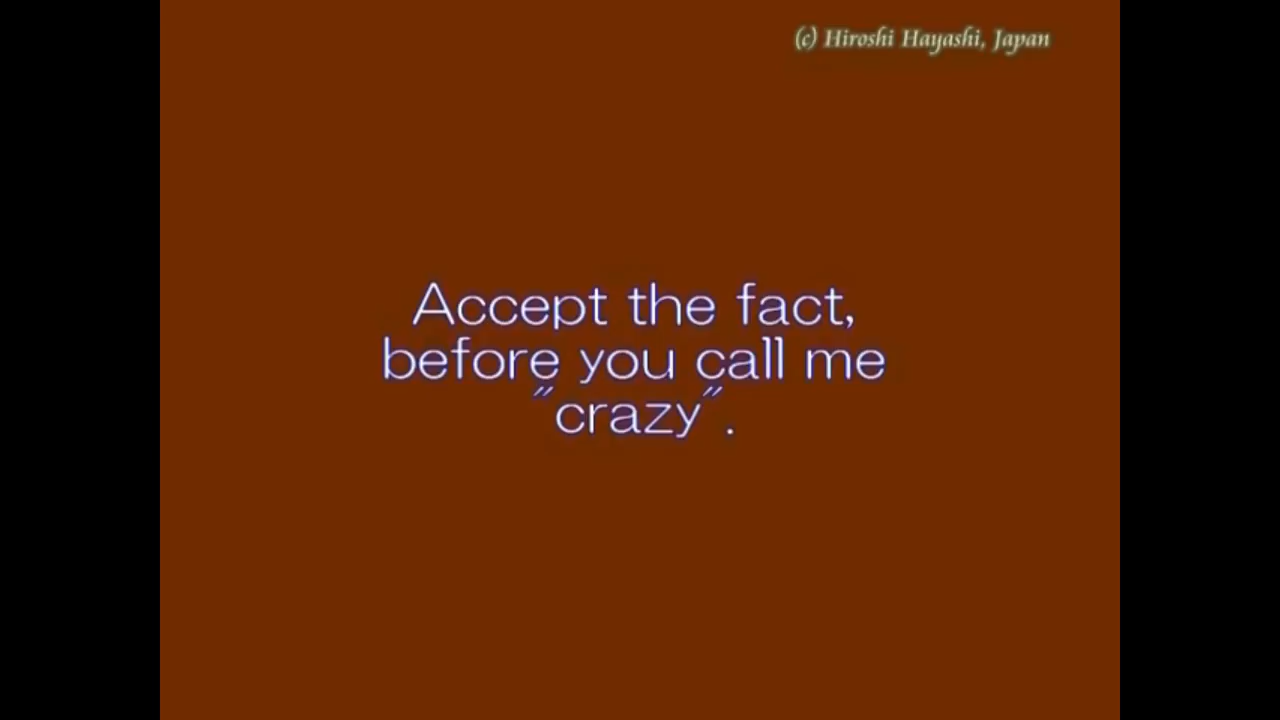 (c) Hiroshi Hayashi, Japan
Accept the fact,
before you call me
"crazy".